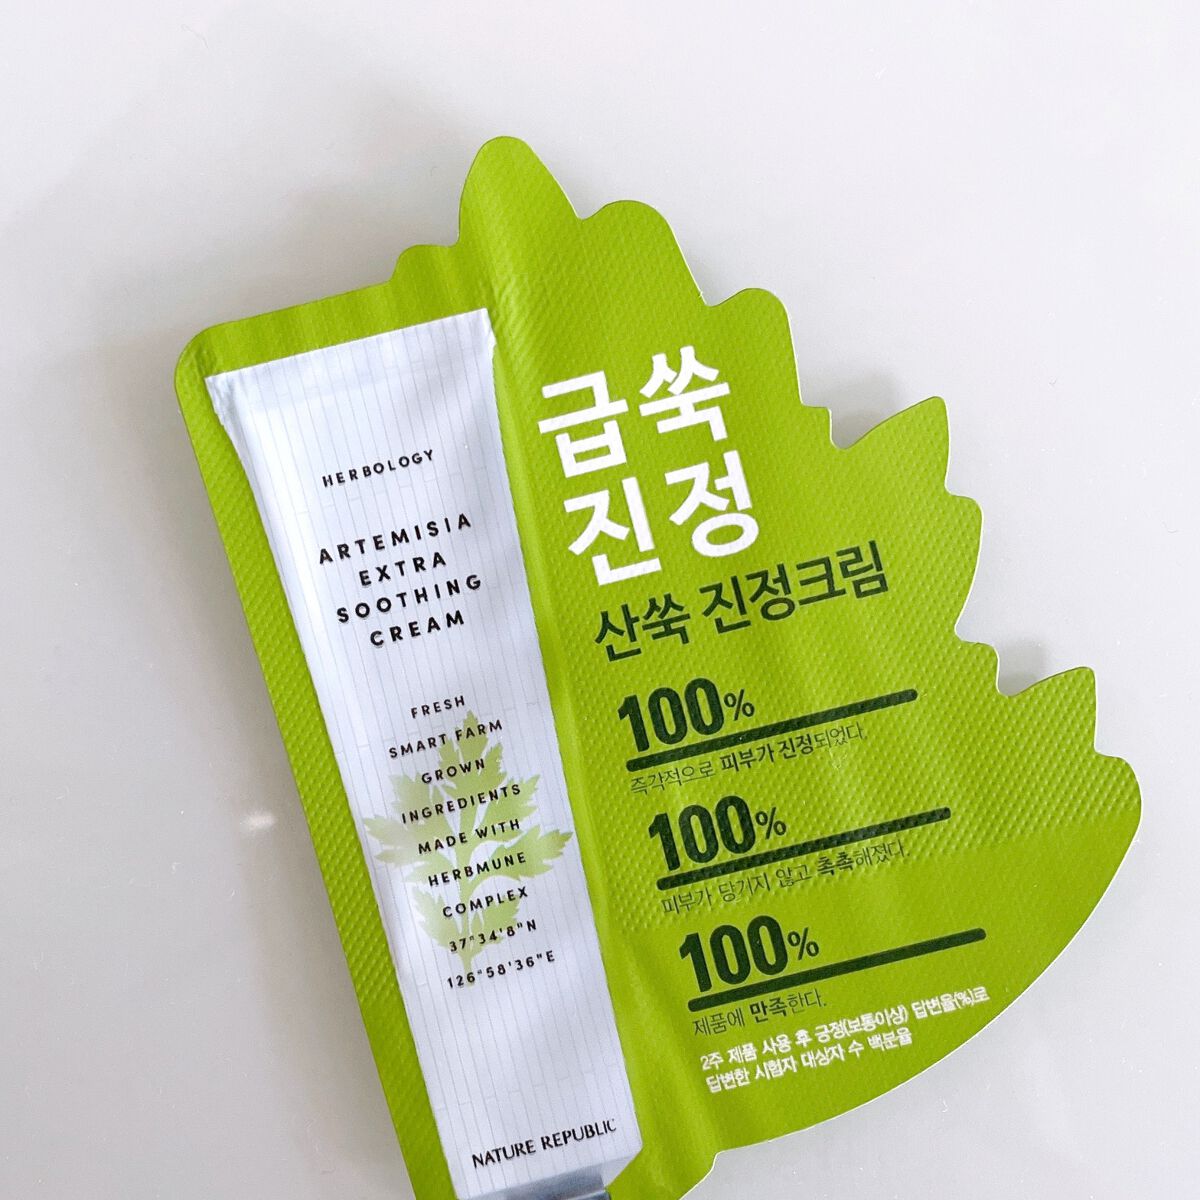 HERBOLOGY
ARTEMISIA
EXTRA
SOOTHING
CREAM
FRESH
SMART FARM
GROWN
INGREDIENTS
MADE WITH
HERBMUNE
COMPLEX
37°34'8"N
126°58'36"E
NATURE REPUBLIC
급쑥
진정
산쑥 진정크림
100%
즉각적으로 피부가 진정되었다.
100%
피부가 당기지 않고 촉촉해졌다.
100%
제품에 만족한다.
2주 제품 사용 후 긍정(보통이상) 답변율(%)로
답변한 시험자 대상자 수 백분율